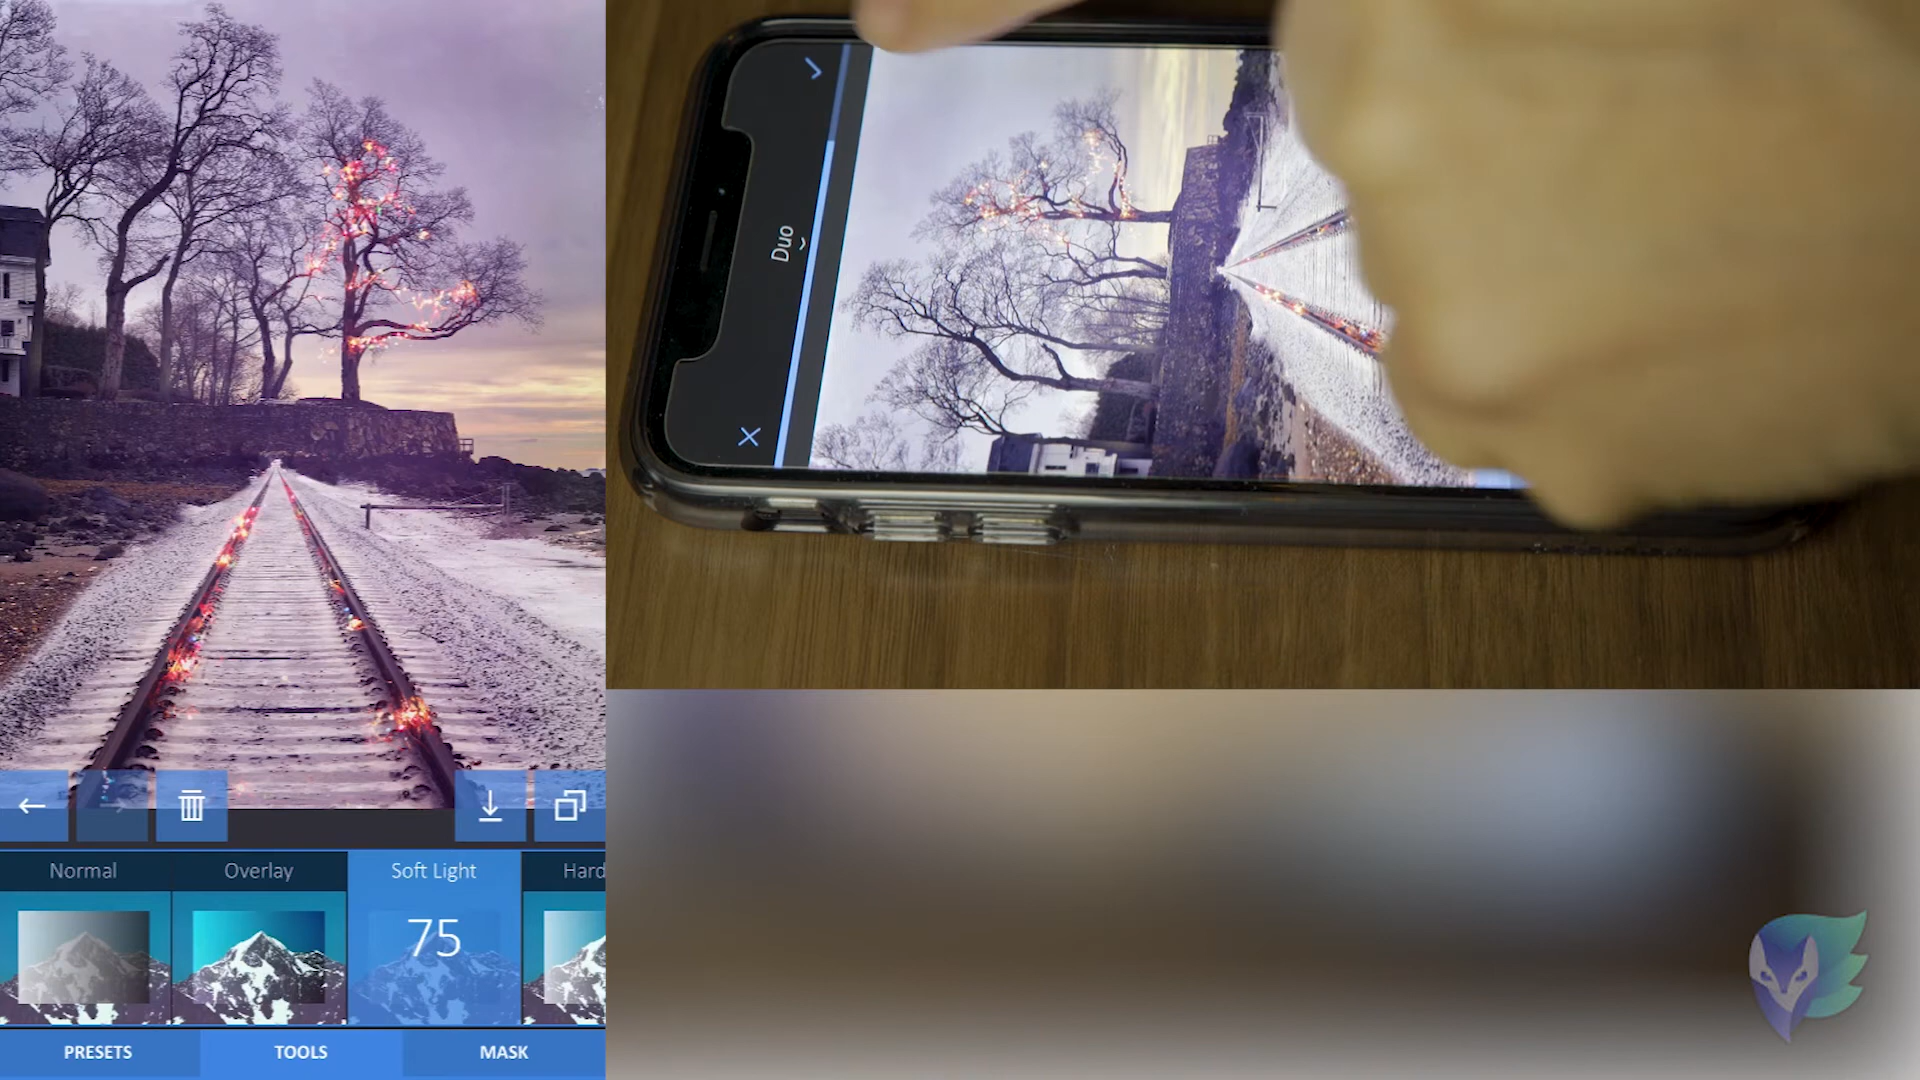 Duo
Normal
Overlay
Soft Light
Hard
75
PRESETS
TOOLS
MASK